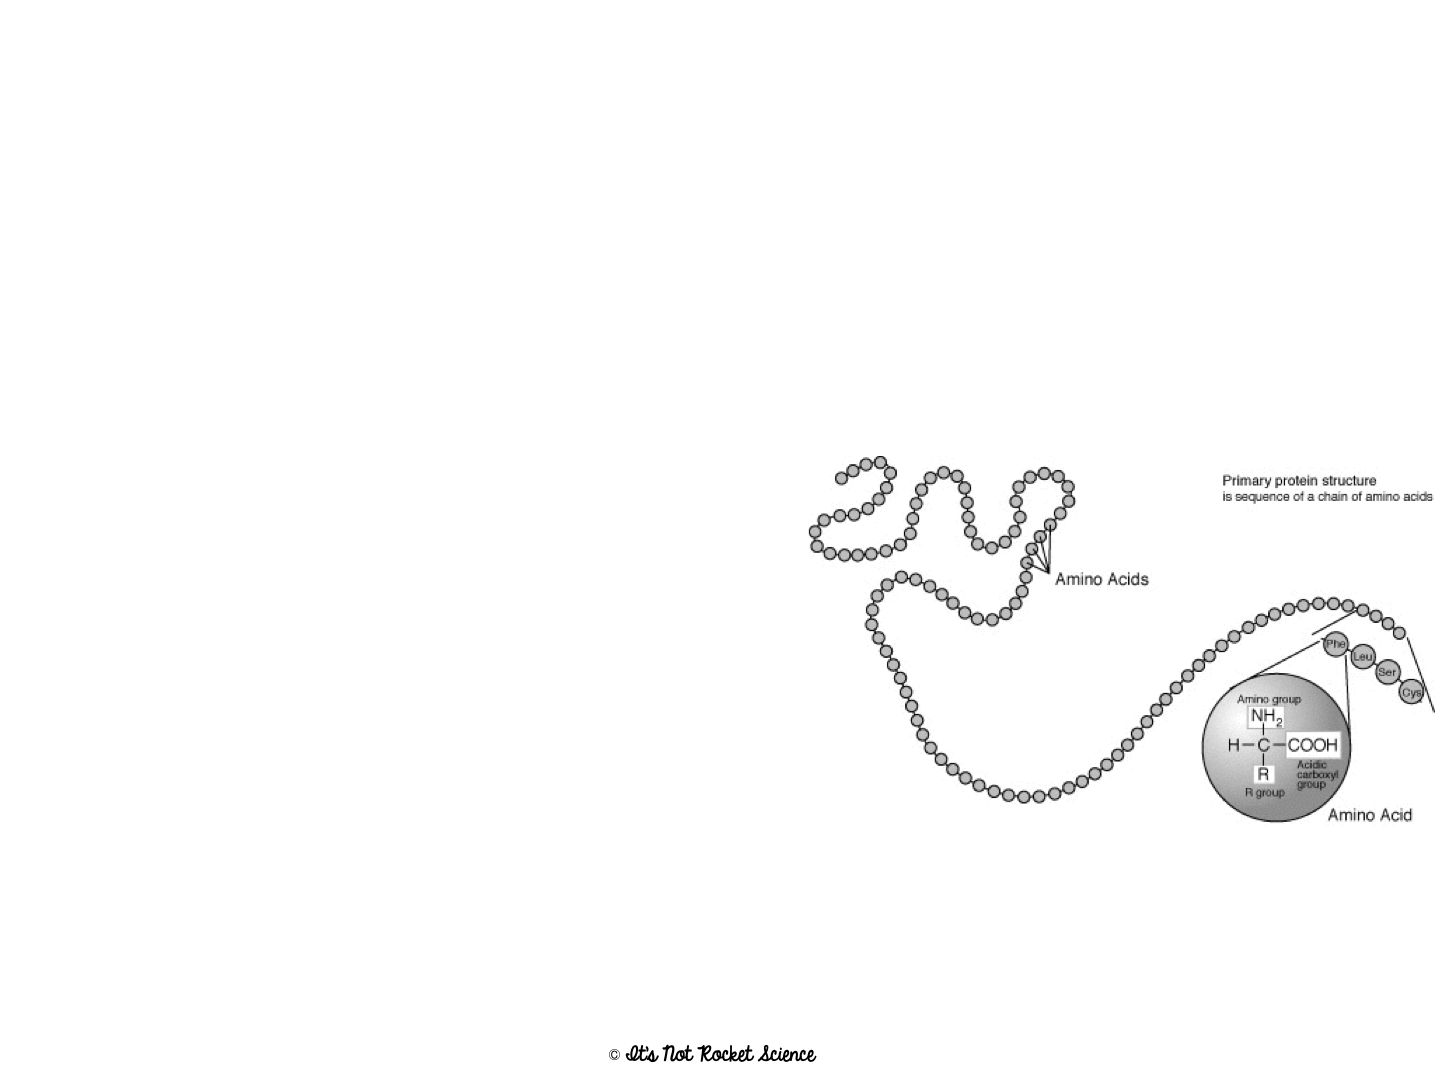 Primary protein structure
is sequence of a chain of amino acids
Amino Acids
Phe
Leu
Ser
Cys
Amino group
NH2
H–C–COOH
R
Acidic
carboxyl
group
R group
Amino Acid
© It's Not Rocket Science